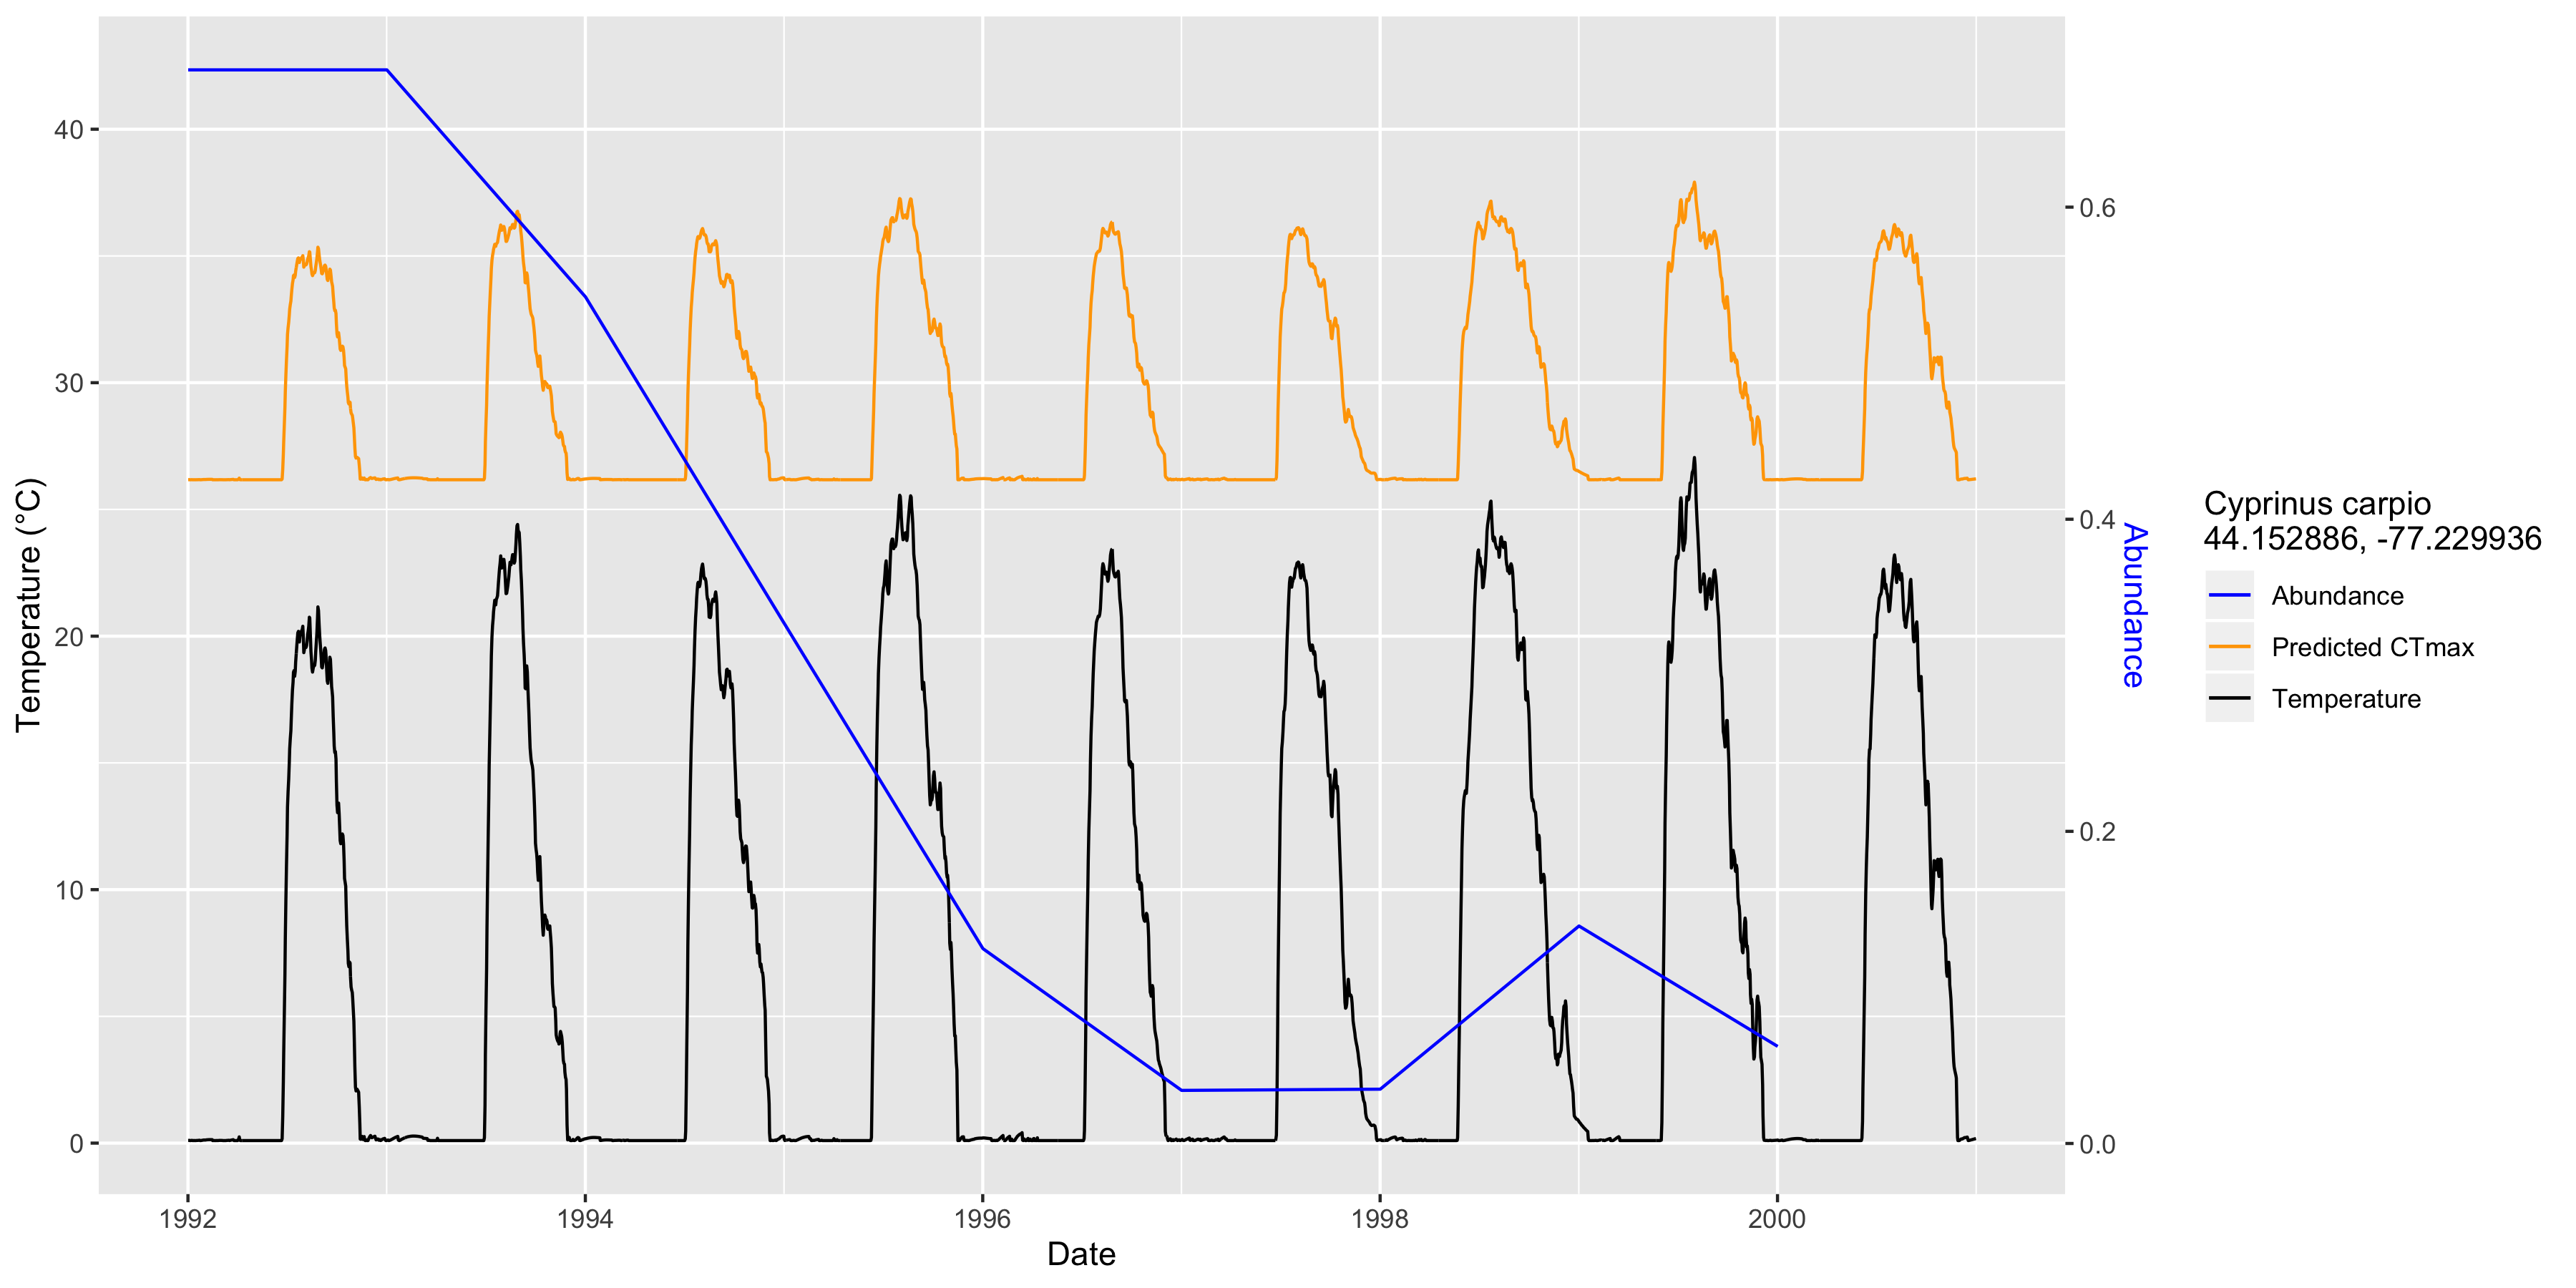 40
30
20
10
0
Temperature (°C)
1992
1994
1996
1998
2000
Date
0.6
0.4
0.2
0.0
Abundance
Cyprinus carpio
44.152886, -77.229936
Abundance
Predicted CTmax
Temperature